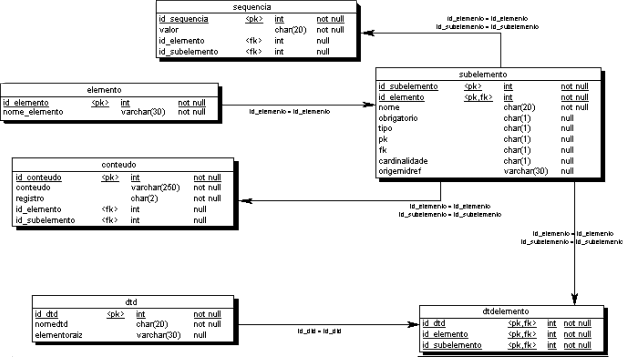 sequencia
id_sequencia <pk> int not null
valor char(20) not null
id_elemento <fk> int null
id_subelemento <fk> int null
id_elemento = id_elemento
id_subelemento = id_subelemento
elemento
id_elemento <pk> int not null
nome_elemento varchar(30) not null
id_elemento = id_elemento
subelemento
id_subelemento <pk> int not null
id_elemento <pk,fk> int not null
nome char(20) not null
obrigatorio char(1) null
tipo char(1) null
pk char(1) null
fk char(1) null
cardinalidade char(1) null
origemidref varchar(30) null
conteudo
id_conteudo <pk> int not null
conteudo varchar(250) not null
registro char(2) not null
id_elemento <fk> int null
id_subelemento <fk> int null
id_elemento = id_elemento
id_subelemento = id_subelemento
id_elemento = id_elemento
id_subelemento = id_subelemento
dtd
id_dtd <pk> int not null
nomedtd char(20) not null
elementoraiz varchar(30) null
id_dtd = id_dtd
dtdelemento
id_dtd <pk,fk> int not null
id_elemento <pk,fk> int not null
id_subelemento <pk,fk> int not null